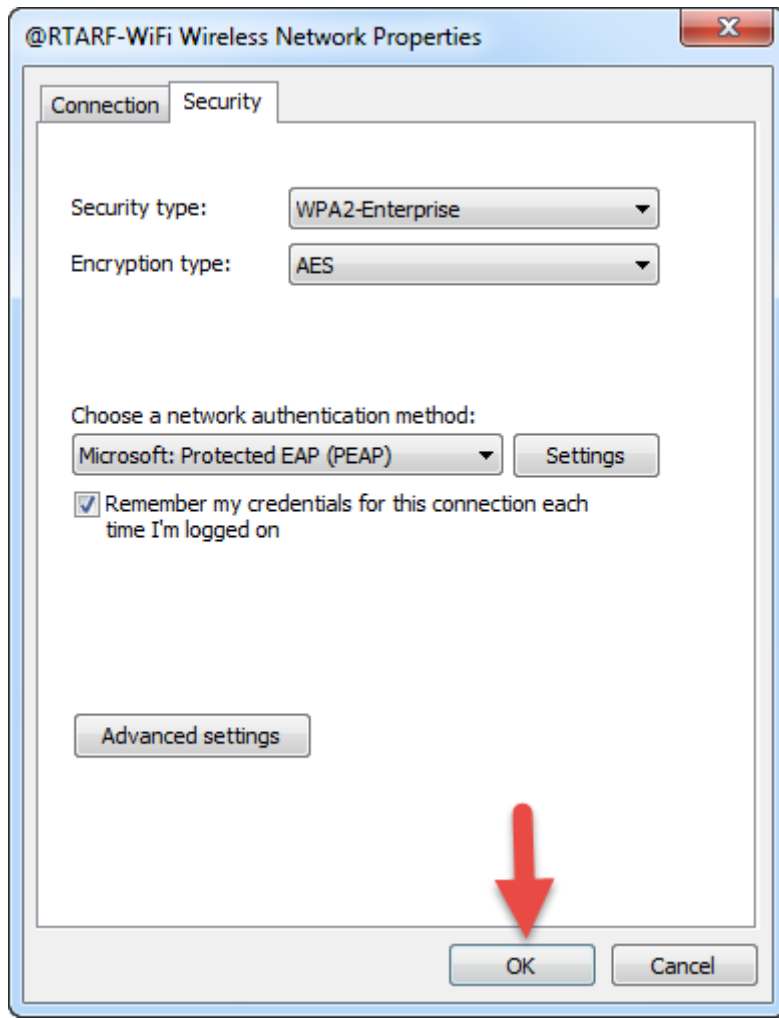 @RTARF-WiFi Wireless Network Properties
Connection
Security
Security type:
WPA2-Enterprise
Encryption type:
AES
Choose a network authentication method:
Microsoft: Protected EAP (PEAP)
Settings
Remember my credentials for this connection each
time I'm logged on
Advanced settings
OK
Cancel